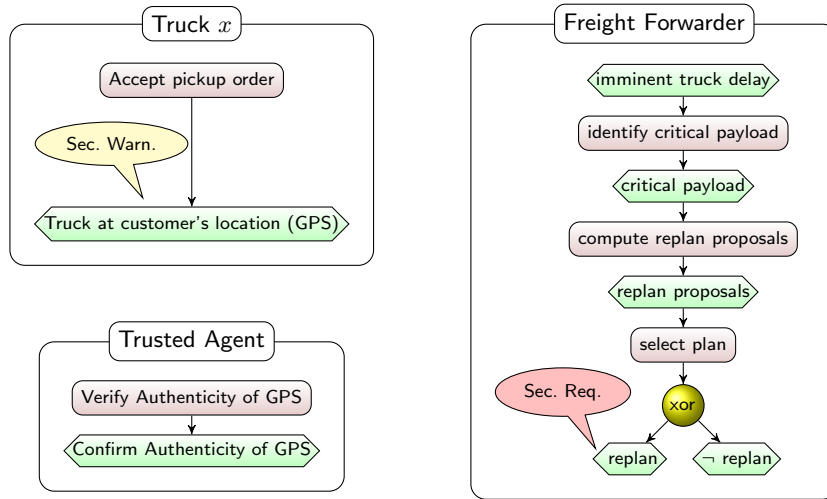 Truck x
Accept pickup order
Sec. Warn.
Truck at customer's location (GPS)
Trusted Agent
Verify Authenticity of GPS
Confirm Authenticity of GPS
Freight Forwarder
imminent truck delay
identify critical payload
critical payload
compute replan proposals
replan proposals
select plan
Sec. Req.
xor
replan
¬ replan